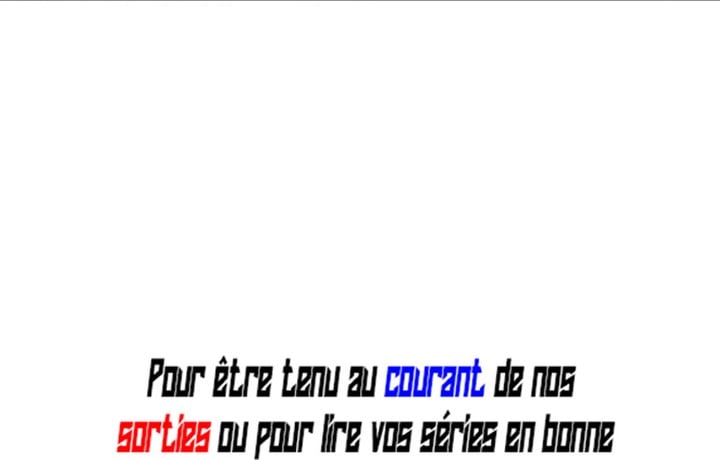 Pour être tenu au courant de nos
sorties ou pour lire vos séries en bonne